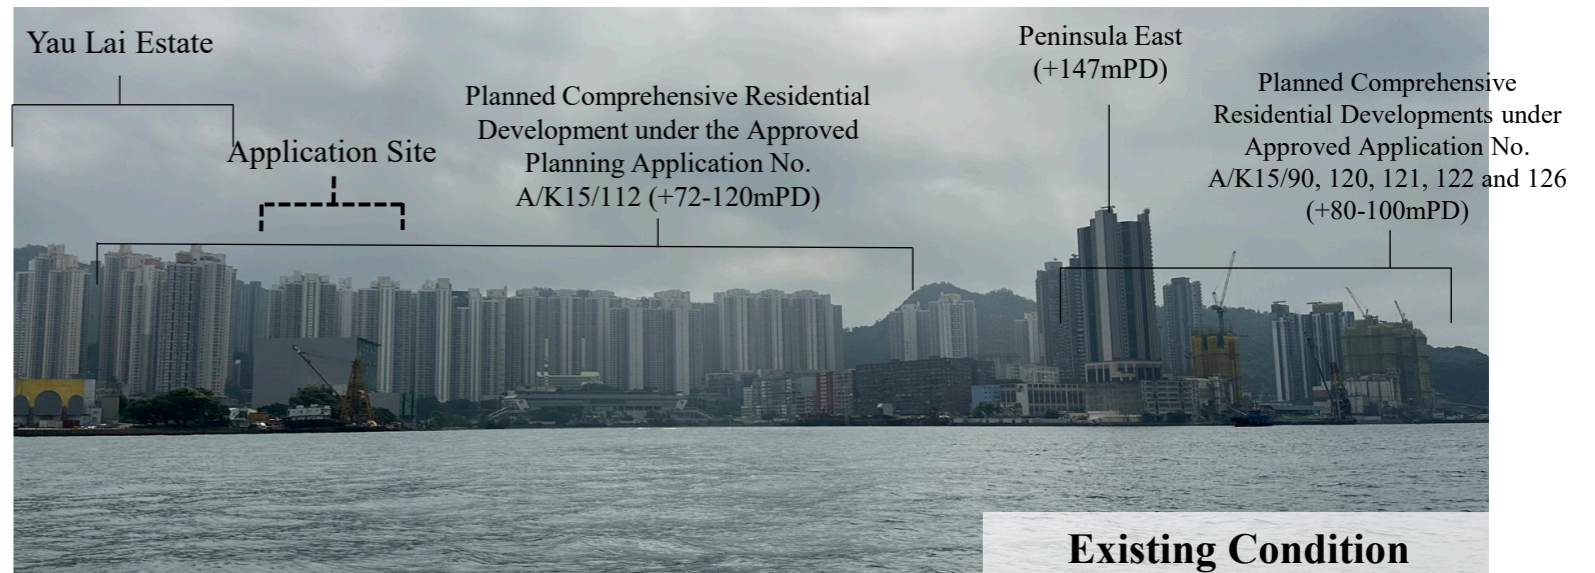 Yau Lai Estate
Application Site
Planned Comprehensive Residential
Development under the Approved
Planning Application No.
A/K15/112 (+72-120mPD)
Peninsula East
(+147mPD)
Planned Comprehensive
Residential Developments under
Approved Application No.
A/K15/90, 120, 121, 122 and 126
(+80-100mPD)
Existing Condition